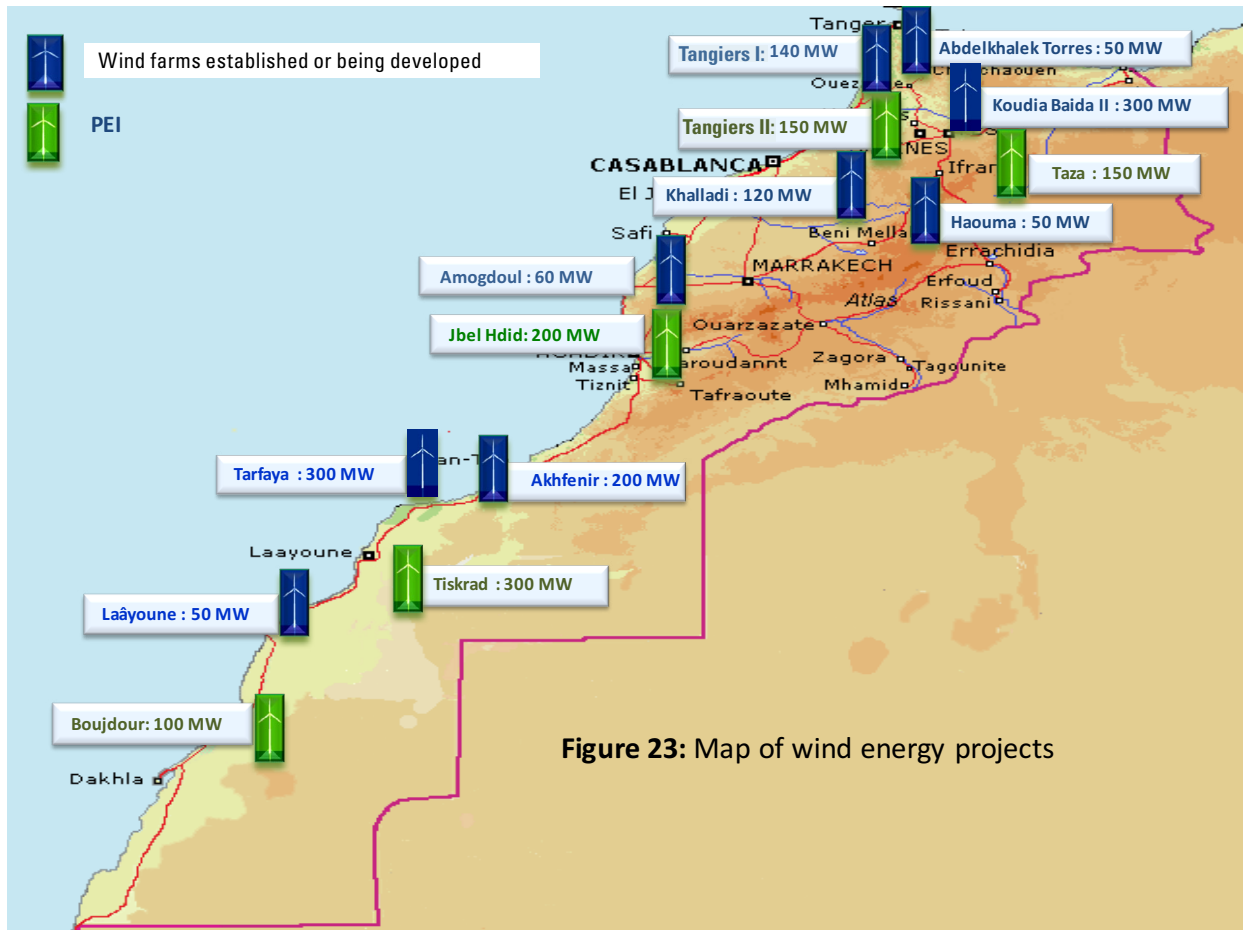 Tanger
Wind farms established or being developed
Tangiers I: 140 MW
Abdelkhalek Torres : 50 MW
Koudia Baida II : 300 MW
PEI
Tangiers II: 150 MW
CASABLANCA
Taza : 150 MW
Khalladi : 120 MW
Haouma : 50 MW
Safi
Beni Mella
Errachidia
MARRAKECH
Amogdoul : 60 MW
Erfoud
Atlas
Rissani
Jbel Hdid: 200 MW
Ouarzazate
Zagora
Massa
Tagounite
Tiznit
Mhamid
Tafraoute
Tarfaya : 300 MW
Akhfenir : 200 MW
Laayoune
Tiskrad : 300 MW
Laâyoune : 50 MW
Boujdour: 100 MW
Figure 23: Map of wind energy projects
Dakhla